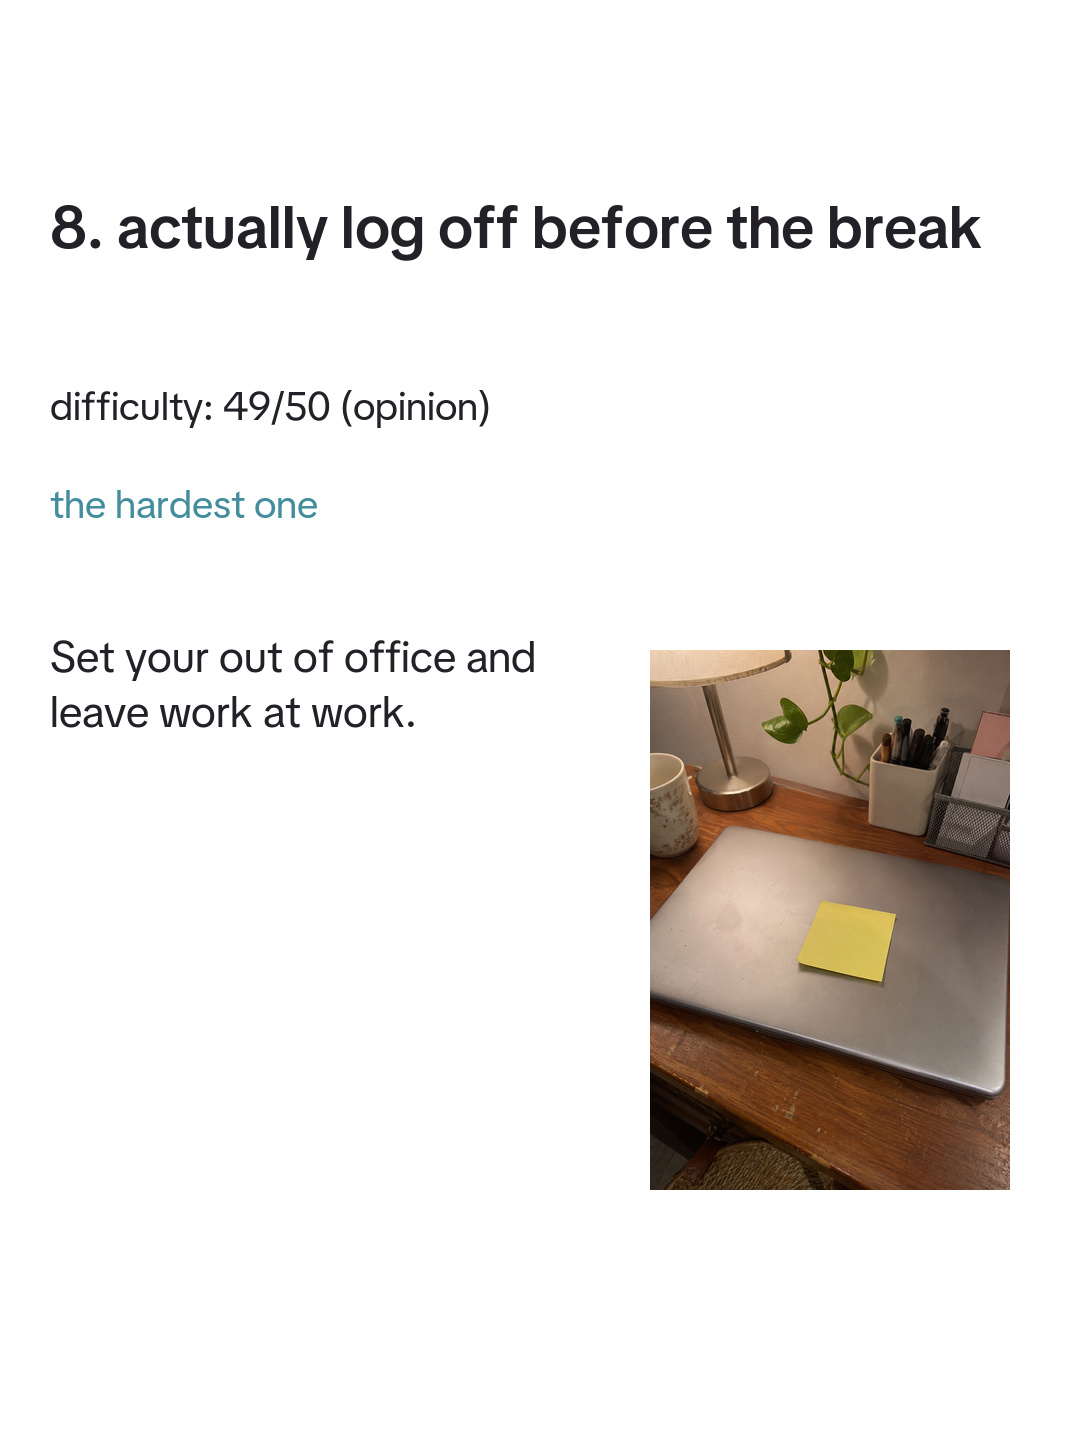 8. actually log off before the break
difficulty: 49/50 (opinion)
the hardest one
Set your out of office and
leave work at work.